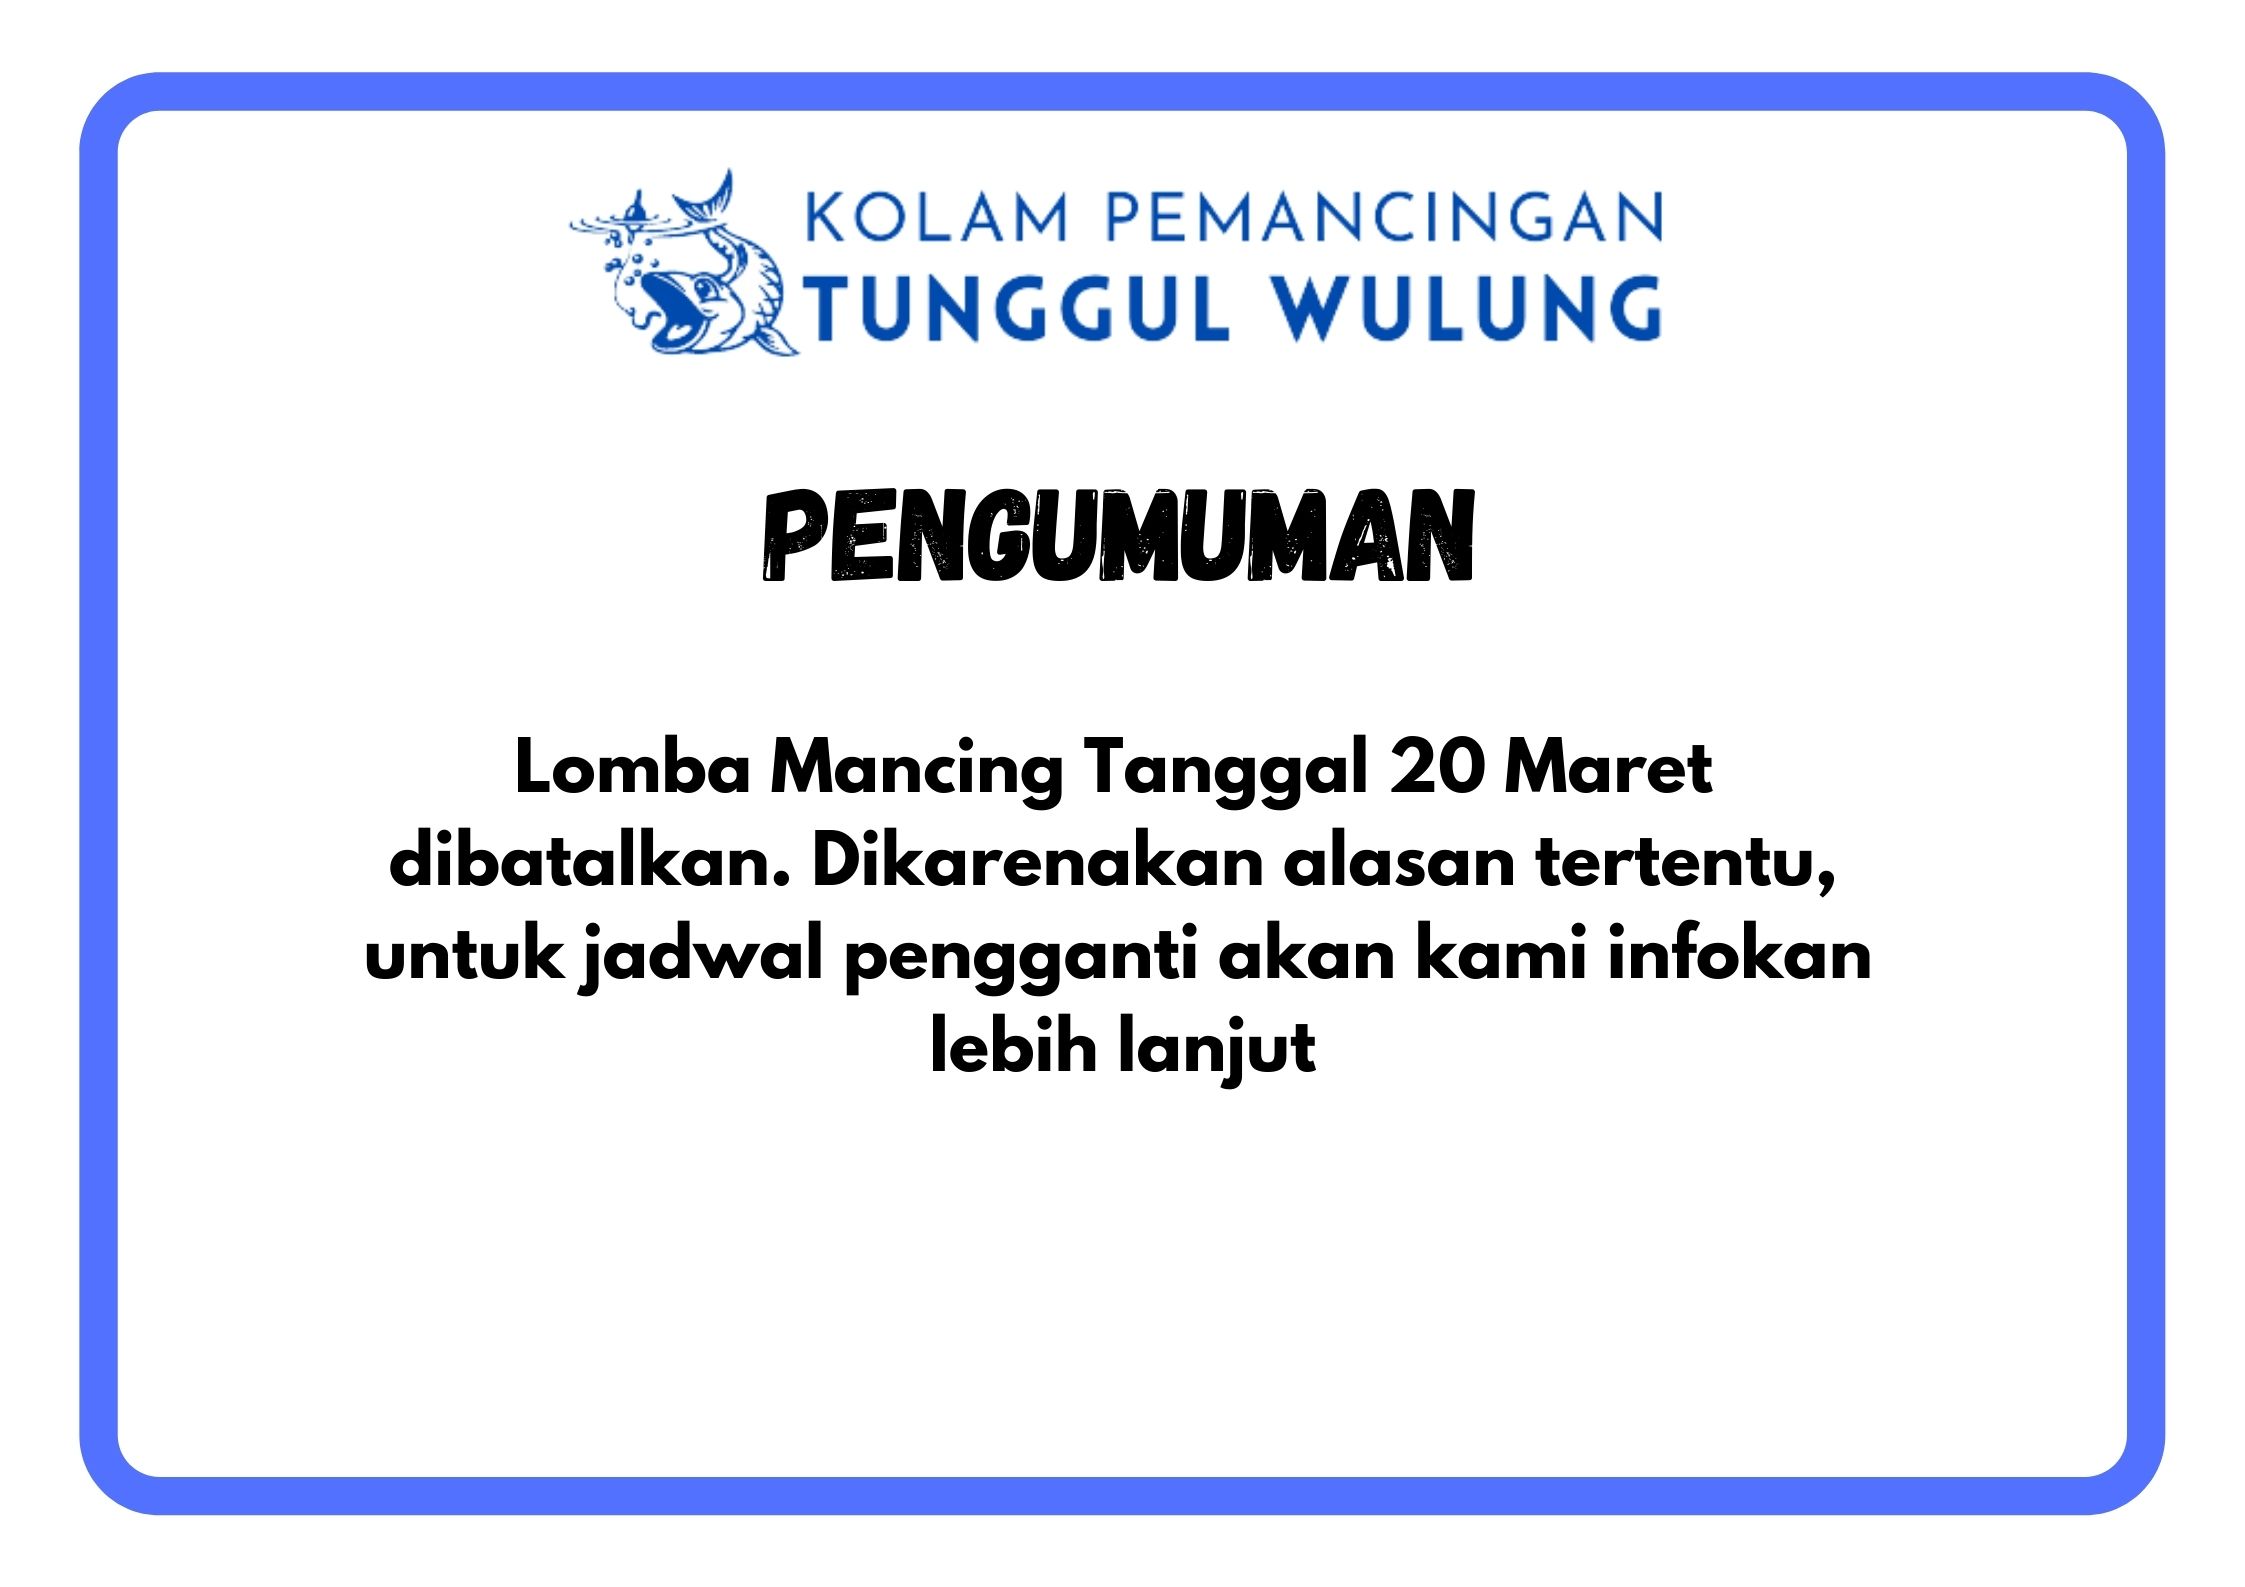 KOLAM PEMANCINGAN
TUNGGUL WULUNG
PENGUMUMAN
Lomba Mancing Tanggal 20 Maret
dibatalkan. Dikarenakan alasan tertentu,
untuk jadwal pengganti akan kami infokan
lebih lanjut